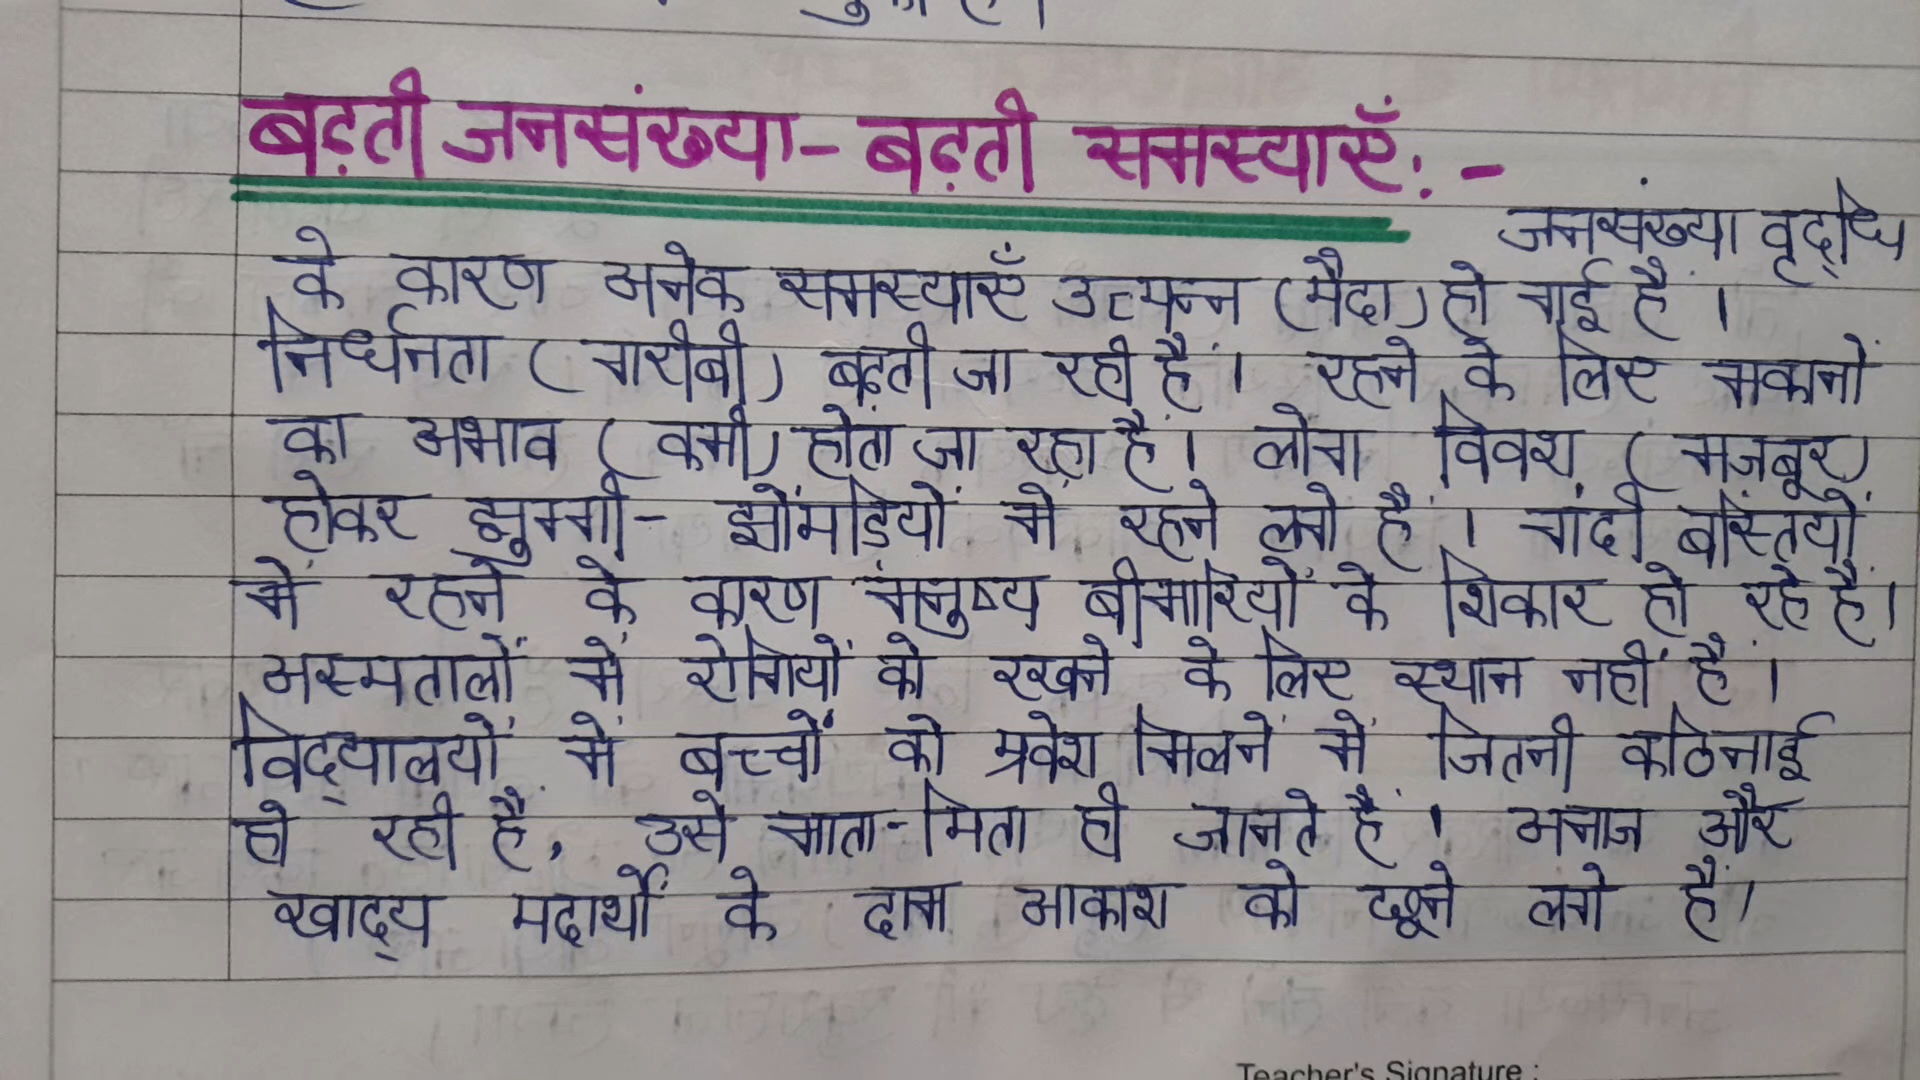 बढ़ती जनसंख्या - बढ़ती समस्याएँ : -
जनसंख्या वृद्धि
के कारण अनेक समस्याएँ उत्पन्न (पैदा) हो गई हैं ।
निर्धनता ( गरीबी ) बढ़ती जा रही है । रहने के लिए मकानों
का अभाव ( कमी ) होता जा रहा है । लोग विवश ( मजबूर )
होकर झुग्गी - झोंपड़ियों में रहने लगे हैं । गंदी बस्तियों
में रहने के कारण मनुष्य बीमारियों के शिकार हो रहे हैं ।
अस्पतालों में रोगियों को रखने के लिए स्थान नहीं है ।
विद्यालयों में बच्चों को प्रवेश मिलने में जितनी कठिनाई
हो रही है, उसे माता-पिता ही जानते हैं । अनाज और
खाद्य पदार्थों के दाम आकाश को छूने लगे हैं ।
Teacher's Signature :